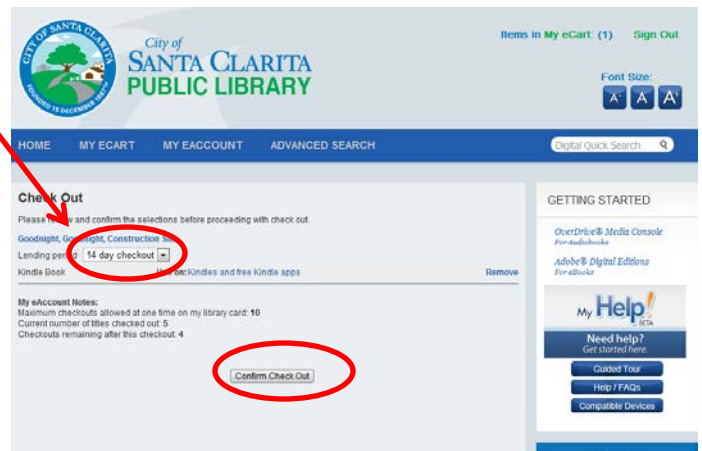 CITY OF SANTA CLARITA
FOUNDED 15 DECEMBER 1987
City of
SANTA CLARITA
PUBLIC LIBRARY
Items in My eCart: (1) Sign Out
Font Size:
A- A A+
HOME MY ECART MY EACCOUNT ADVANCED SEARCH
Digital Quick Search
Check Out
Please and confirm the selections before proceeding with check out.
Goodnight, Construction
Lending period 14 day checkout
Kindle Book Kindles and free Kindle apps Remove
My eAccount Notes:
Maximum checkouts allowed at one time on my library card: 10
Current number of titles checked out: 5
Checkouts remaining after this checkout: 4
Confirm Check Out
GETTING STARTED
OverDrive® Media Console
For Audiobooks
Adobe® Digital Editions
For eBooks
My Help!
BETA
Need help?
Get started here.
Guided Tour
Help / FAQs
Compatible Devices